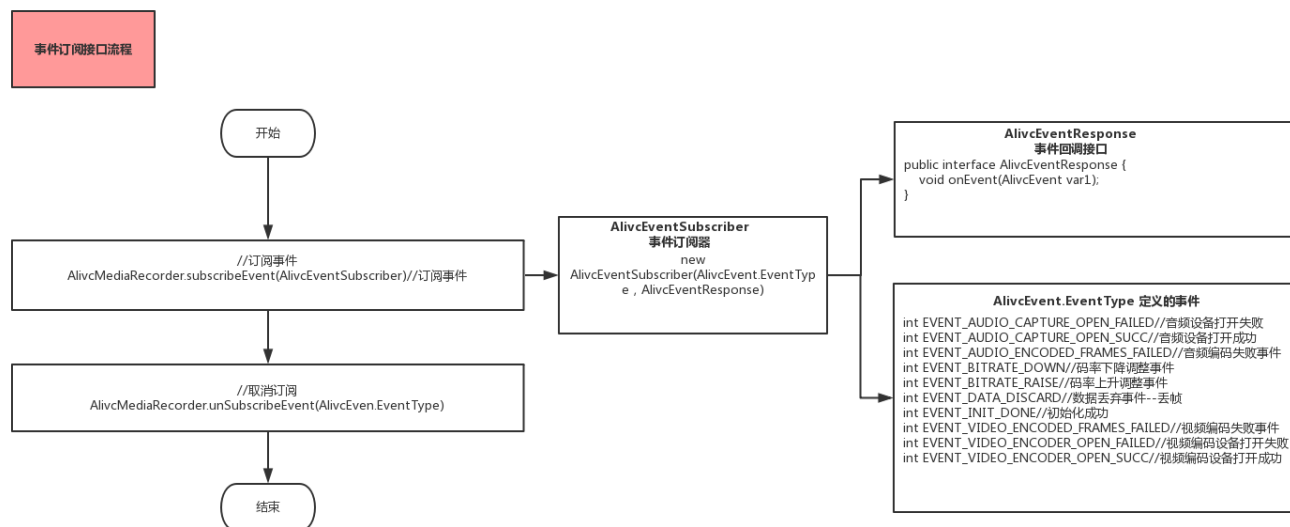 事件订阅接口流程
开始
//订阅事件
AlivcMediaRecorder.subscribeEvent(AlivcEventSubscriber)//订阅事件
//取消订阅
AlivcMediaRecorder.unSubscribeEvent(AlivEven.EventType)
结束
AlivcEventSubscriber
事件订阅器
new
AlivcEventSubscriber(AlivcEvent.EventTyp
e , AlivcEventResponse)
AlivcEventResponse
事件回调接口
public interface AlivcEventResponse {
void onEvent(AlivcEvent var1);
}
AlivcEvent.EventType 定义的事件
int EVENT_AUDIO_CAPTURE_OPEN_FAILED//音频设备打开失败
int EVENT_AUDIO_CAPTURE_OPEN_SUCC//音频设备打开成功
int EVENT_AUDIO_ENCODED_FRAMES_FAILED//音频编码失败事件
int EVENT_BITRATE_DOWN//码率下降调整事件
int EVENT_BITRATE_RAISE//码率上升调整事件
int EVENT_DATA_DISCARD//数据丢弃事件--丢帧
int EVENT_INIT_DONE//初始化成功
int EVENT_VIDEO_ENCODED_FRAMES_FAILED//视频编码失败事件
int EVENT_VIDEO_ENCODER_OPEN_FAILED//视频编码设备打开失败
int EVENT_VIDEO_ENCODER_OPEN_SUCC//视频编码设备打开成功